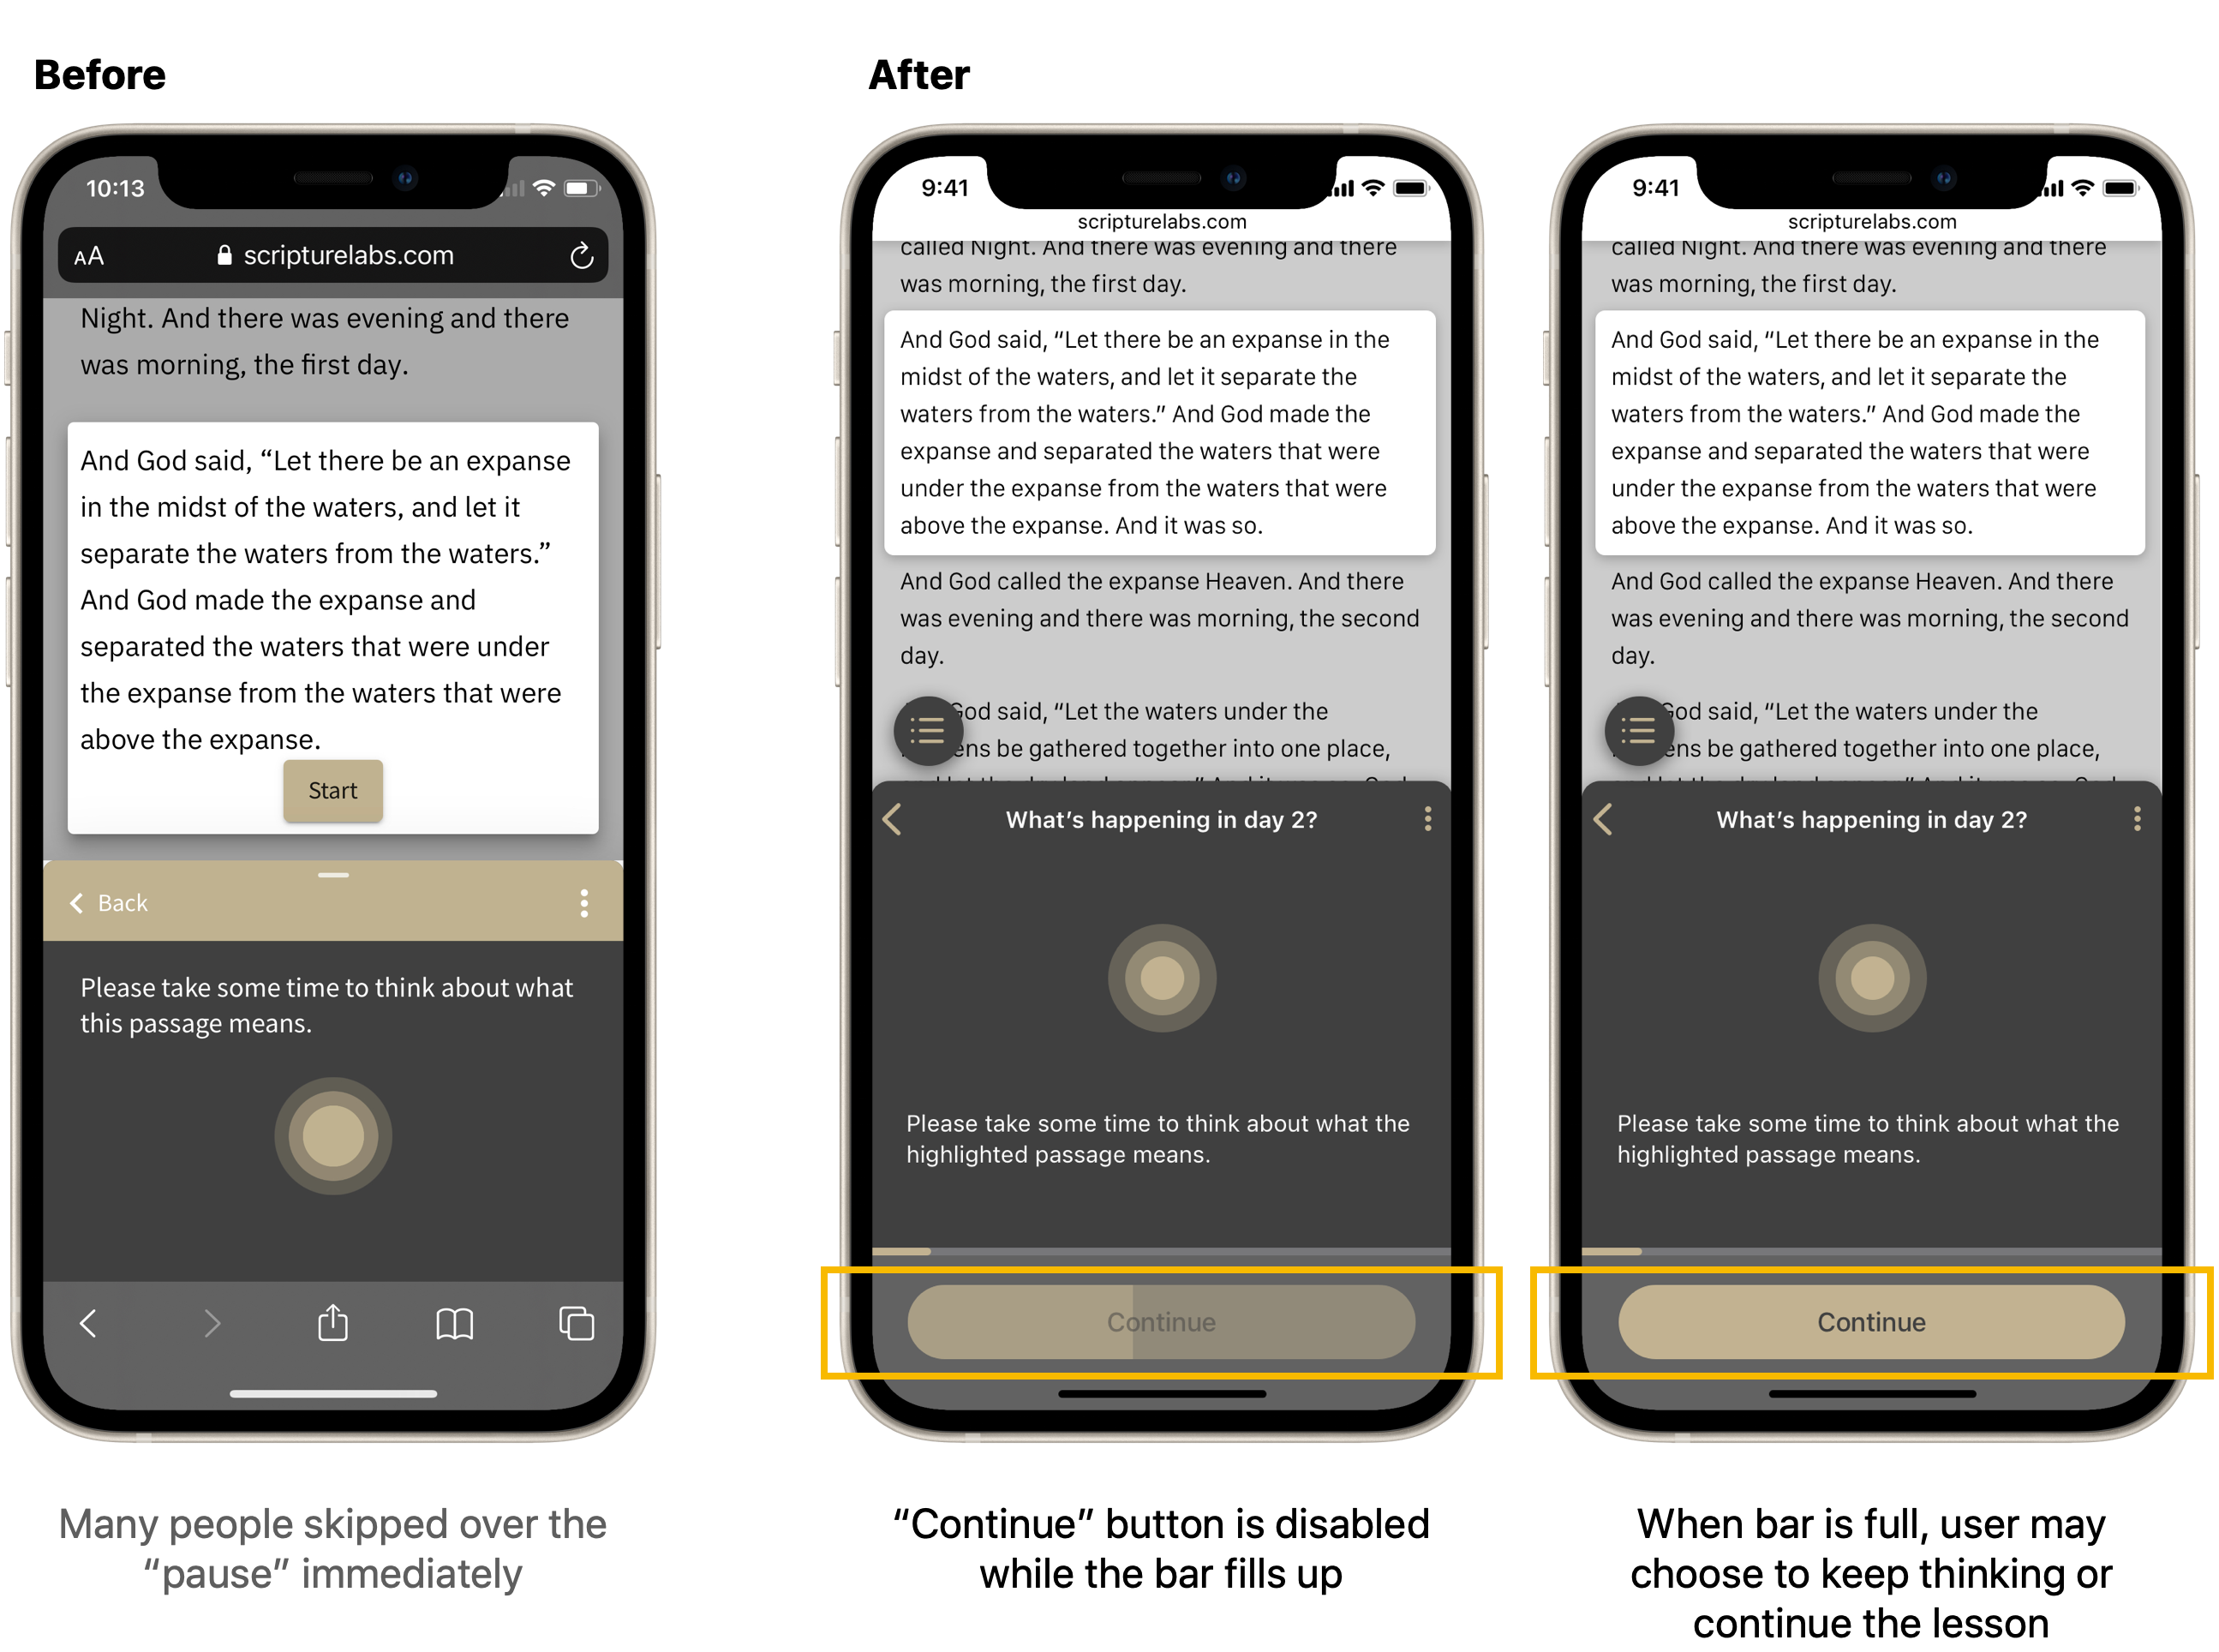 Before
10:13
AA scripturelabs.com
Night. And there was evening and there
was morning, the first day.
And God said, “Let there be an expanse
in the midst of the waters, and let it
separate the waters from the waters.”
And God made the expanse and
separated the waters that were under
the expanse from the waters that were
above the expanse.
Start
Back
Please take some time to think about what
this passage means.
Many people skipped over the
“pause” immediately
After
9:41
scripturelabs.com
called Night. And there was evening and there
was morning, the first day.
And God said, “Let there be an expanse in the
midst of the waters, and let it separate the
waters from the waters.” And God made the
expanse and separated the waters that were
under the expanse from the waters that were
above the expanse. And it was so.
And God called the expanse Heaven. And there
was evening and there was morning, the second
day.
God said, “Let the waters under the
ens be gathered together into one place,
What’s happening in day 2?
Please take some time to think about what the
highlighted passage means.
Continue
“Continue” button is disabled
while the bar fills up
9:41
scripturelabs.com
called Night. And there was evening and there
was morning, the first day.
And God said, “Let there be an expanse in the
midst of the waters, and let it separate the
waters from the waters.” And God made the
expanse and separated the waters that were
under the expanse from the waters that were
above the expanse. And it was so.
And God called the expanse Heaven. And there
was evening and there was morning, the second
day.
God said, “Let the waters under the
ens be gathered together into one place,
What’s happening in day 2?
Please take some time to think about what the
highlighted passage means.
Continue
When bar is full, user may
choose to keep thinking or
continue the lesson